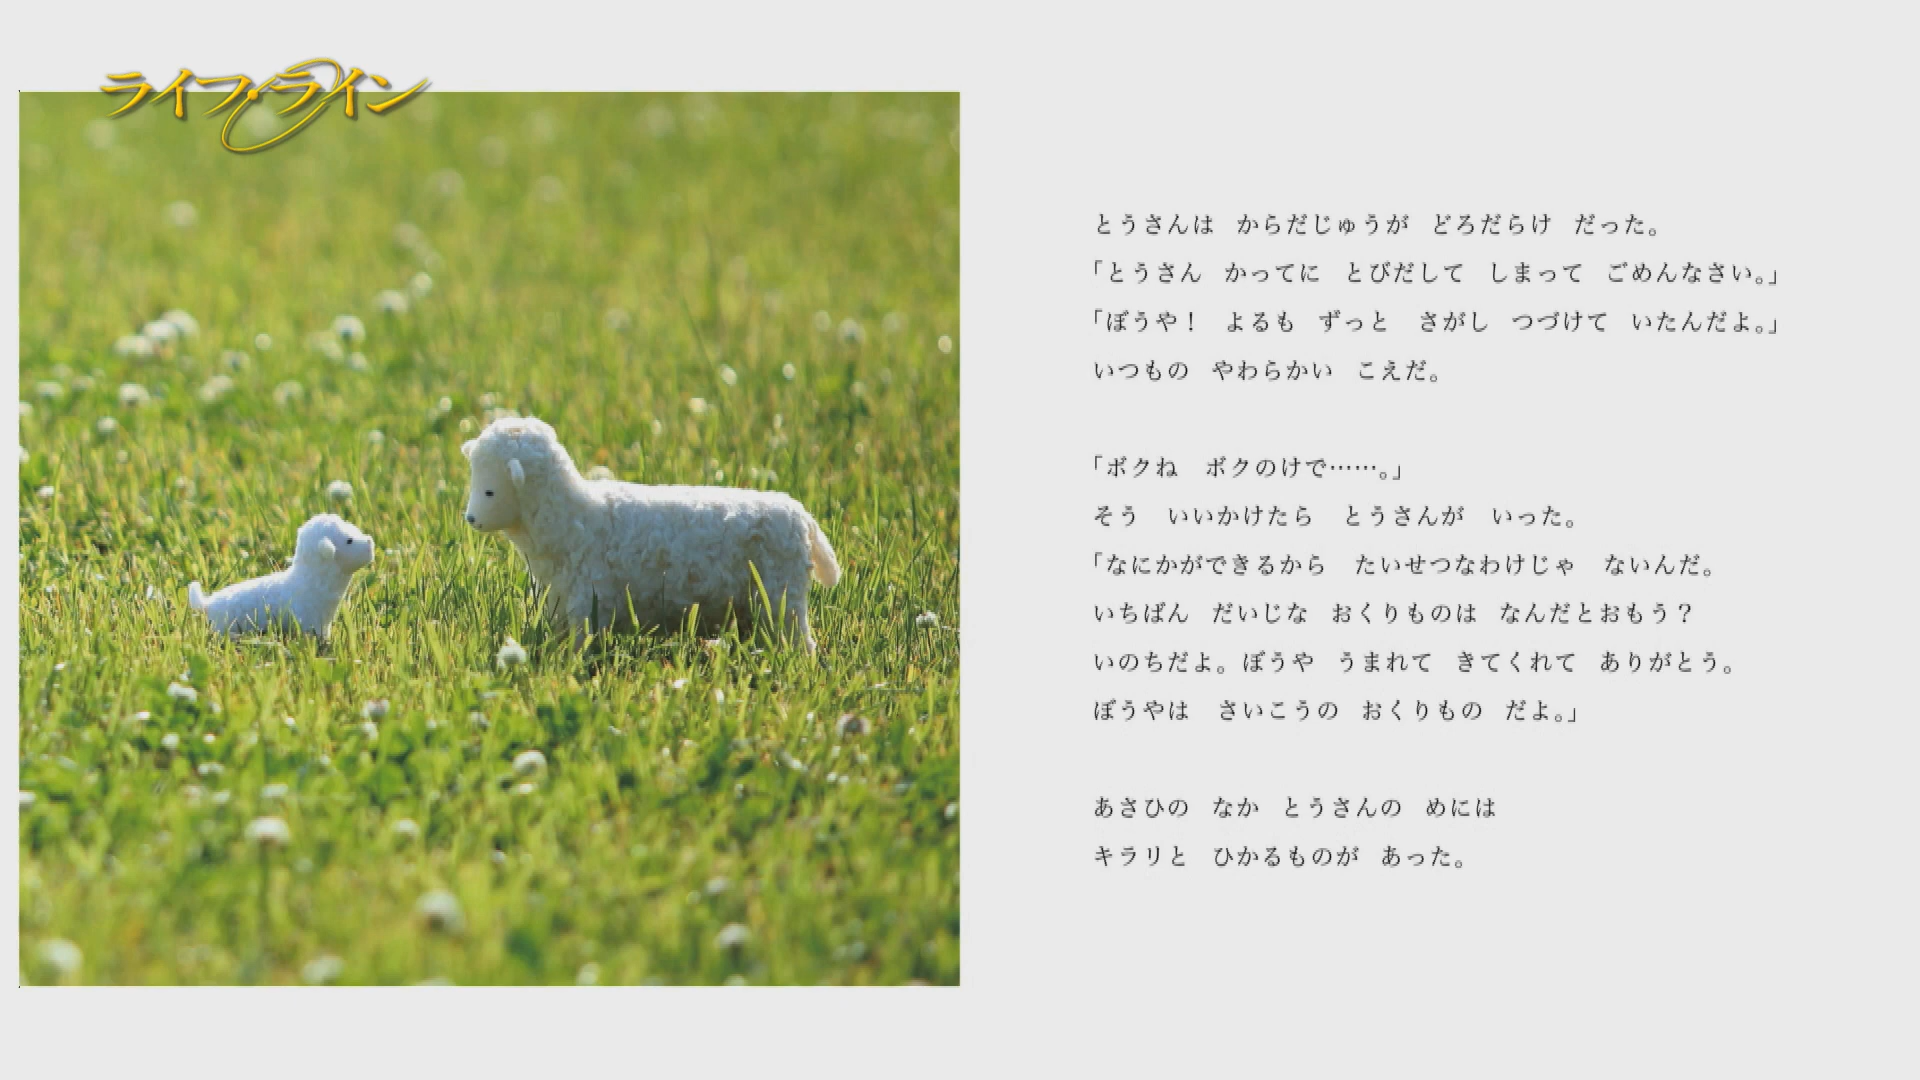 ライフ・ライン
とうさんは　からだじゅうが　どろだらけ　だった。
「とうさん　かってに　とびだして　しまって　ごめんなさい。」
「ぼうや！　よるも　ずっと　さがし　つづけて　いたんだよ。」
いつもの　やわらかい　こえだ。
「ボクね　ボクのけで……。」
そう　いいかけたら　とうさんが　いった。
「なにかができるから　たいせつなわけじゃ　ないんだ。
いちばん　だいじな　おくりものは　なんだとおもう？
いのちだよ。ぼうや　うまれて　きてくれて　ありがとう。
ぼうやは　さいこうの　おくりもの　だよ。」
あさひの　なか　とうさんの　めには
キラリと　ひかるものが　あった。